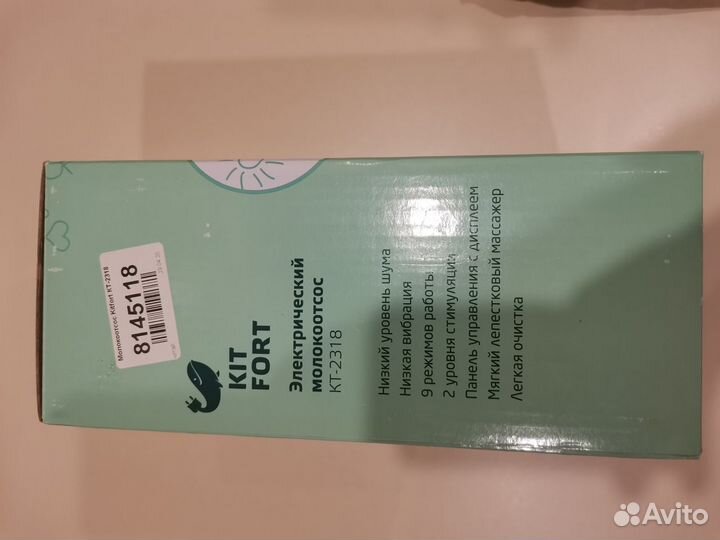 Молокоотсос Kitfort KT-2318
8145118
KIT
FORT
Электрический
молокоотсос
КТ-2318
Низкий уровень шума
Низкая вибрация
9 режимов работы
2 уровня стимуляции
Панель управления с дисплеем
Мягкий лепестковый массажер
Легкая очистка
Avito